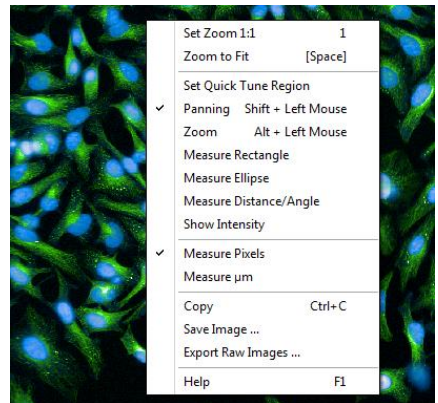 Set Zoom 1:1 1
Zoom to Fit [Space]
Set Quick Tune Region
✓ Panning Shift + Left Mouse
Zoom Alt + Left Mouse
Measure Rectangle
Measure Ellipse
Measure Distance/Angle
Show Intensity
✓ Measure Pixels
Measure µm
Copy Ctrl+C
Save Image ...
Export Raw Images ...
Help F1